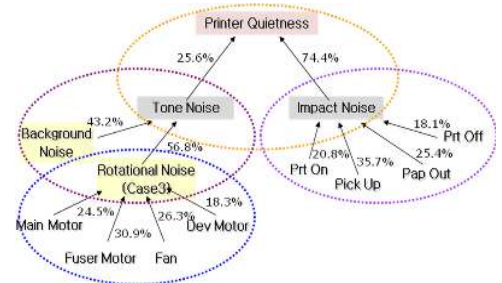 Printer Quietness
25.6%
74.4%
Tone Noise
Impact Noise
43.2%
18.1%
Background
Noise
56.8%
Prt Off
20.8%
35.7%
25.4%
Prt On
Pap Out
Rotational Noise
Pick Up
(Case3)
24.5%
18.3%
26.3%
Main Motor
30.9%
Dev Motor
Fuser Motor
Fan